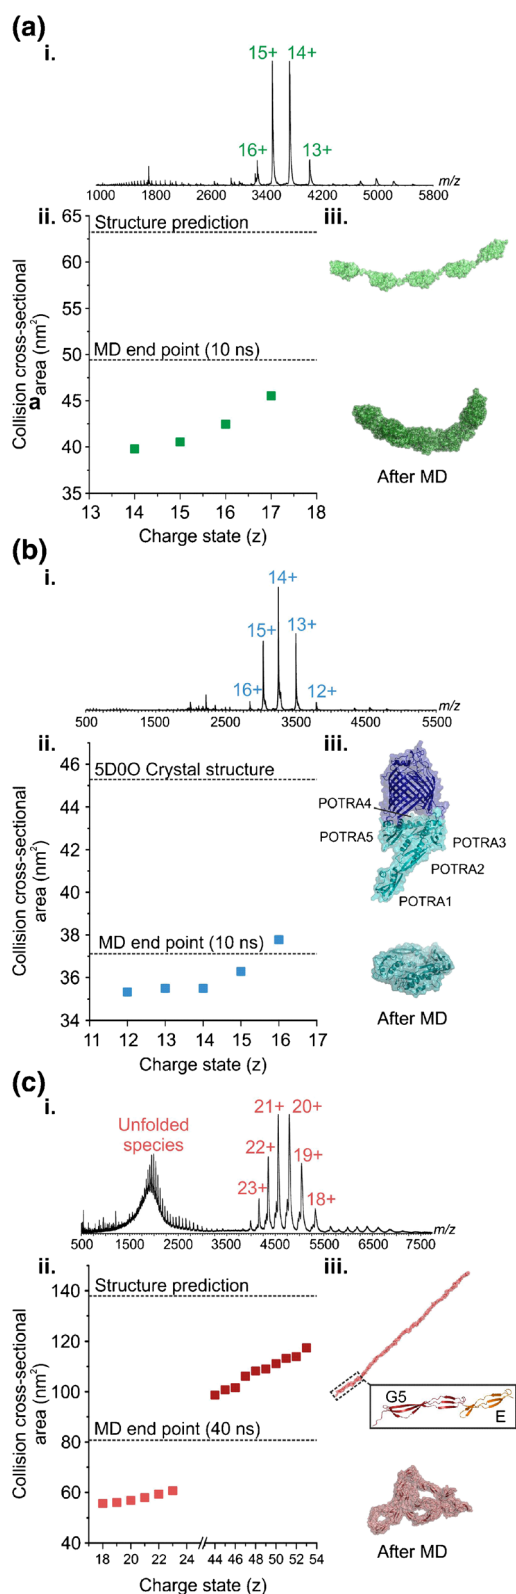 (a)
i.
15+ 14+
16+ 13+
m/z
1000 1800 2600 3400 4200 5000 5800
ii.
iii.
65
60
55
50
45
40
35
Structure prediction
MD end point (10 ns)
Collision cross-sectional
area (nm²)
a
13 14 15 16 17 18
Charge state (z)
After MD
(b)
i.
14+
15+ 13+
16+ 12+
m/z
500 1500 2500 3500 4500 5500
ii.
iii.
46
44
42
40
38
36
34
5D0O Crystal structure
MD end point (10 ns)
Collision cross-sectional
area (nm²)
11 12 13 14 15 16 17
Charge state (z)
POTRA4
POTRA5
POTRA3
POTRA2
POTRA1
After MD
(c)
i.
Unfolded
species
21+ 20+
22+ 19+
23+ 18+
m/z
500 1500 2500 3500 4500 5500 6500 7500
ii.
iii.
140
120
100
80
60
40
Structure prediction
MD end point (40 ns)
Collision cross-sectional
area (nm²)
18 20 22 24 44 46 48 50 52 54
Charge state (z)
G5
E
After MD